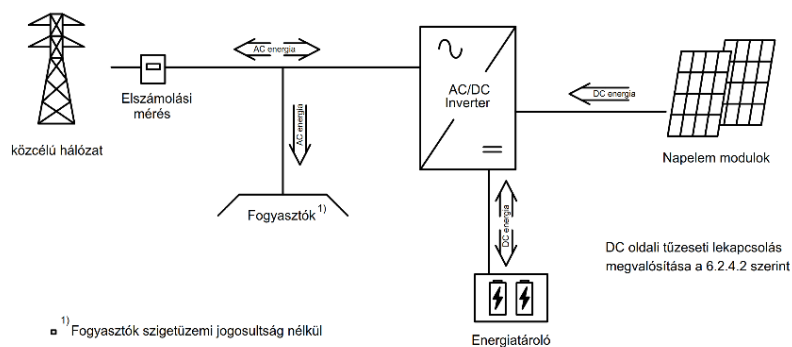 AC energia
Elszámolási
mérés
közcélú hálózat
AC energia
Fogyasztók 1)
AC/DC
Inverter
DC energia
Napelem modulok
DC energia
Energiatároló
DC oldali tűzeseti lekapcsolás
megvalósítása a 6.2.4.2 szerint
1) Fogyasztók szigetüzemi jogosultság nélkül